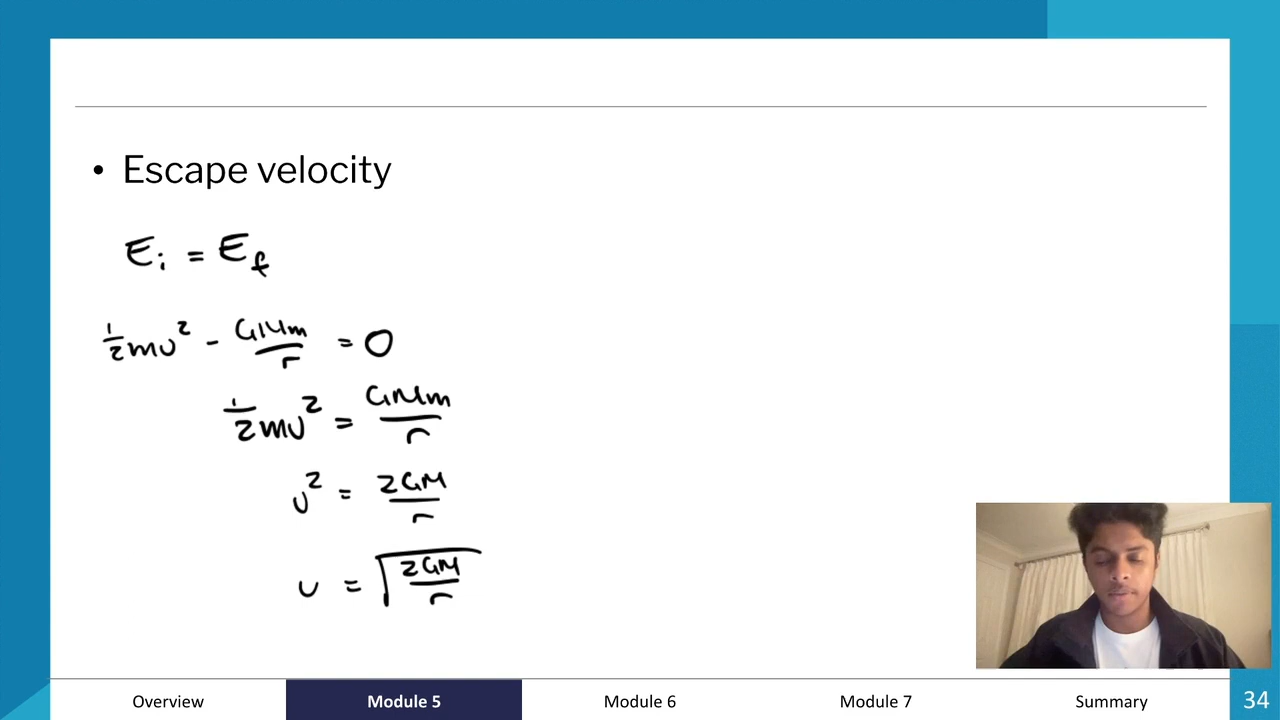 • Escape velocity
Eᵢ = E_f
½mv² - GMm/r = 0
½mv² = GMm/r
v² = 2GM/r
v = √(2GM/r)
Overview Module 5 Module 6 Module 7 Summary 34